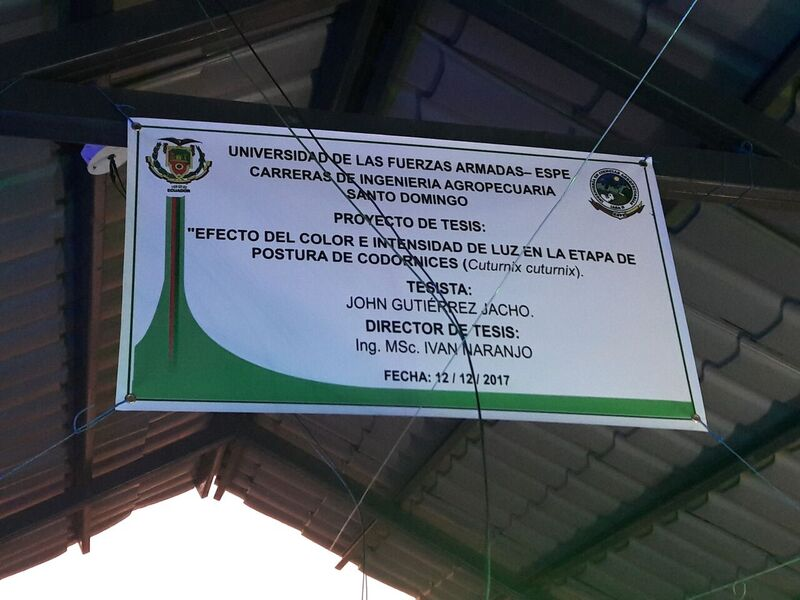 UNIVERSIDAD DE LAS FUERZAS ARMADAS– ESPE
CARRERAS DE INGENIERIA AGROPECUARIA
SANTO DOMINGO
ECUADOR
PROYECTO DE TESIS:
"EFECTO DEL COLOR E INTENSIDAD DE LUZ EN LA ETAPA DE
POSTURA DE CODORNICES (Cuturnix cuturnix).
TESISTA:
JOHN GUTIÉRREZ JACHO.
DIRECTOR DE TESIS:
Ing. MSc. IVAN NARANJO
FECHA: 12 / 12 / 2017